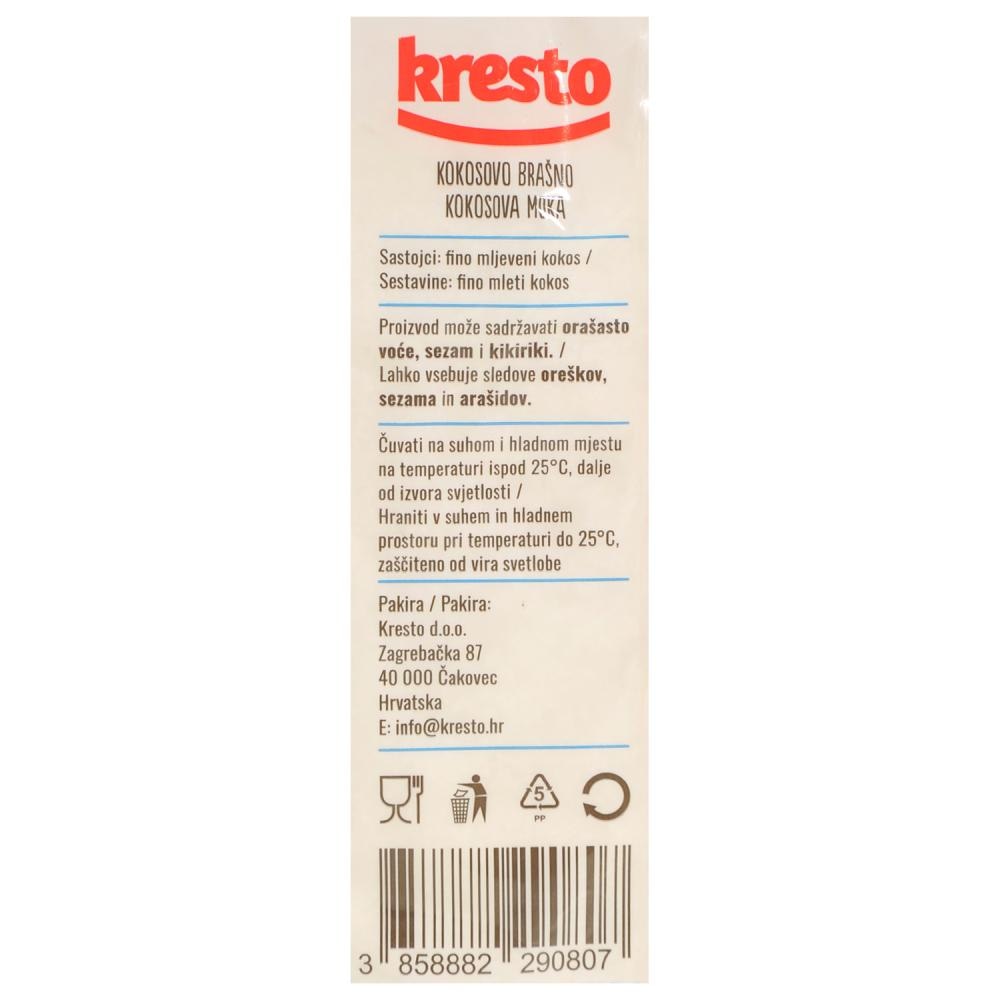 kresto
KOKOSOVO BRAŠNO
KOKOSOVA MOKA
Sastojci: fino mljeveni kokos /
Sestavine: fino mleti kokos
Proizvod može sadržavati orašasto
voće, sezam i kikiriki. /
Lahko vsebuje sledove oreškov,
sezama in arašidov.
Čuvati na suhom i hladnom mjestu
na temperaturi ispod 25°C, dalje
od izvora svjetlosti /
Hraniti v suhem in hladnem
prostoru pri temperaturi do 25°C,
zaščiteno od vira svetlobe
Pakira / Pakira:
Kresto d.o.o.
Zagrebačka 87
40 000 Čakovec
Hrvatska
E: info@kresto.hr
5
PP
3 858882 290807